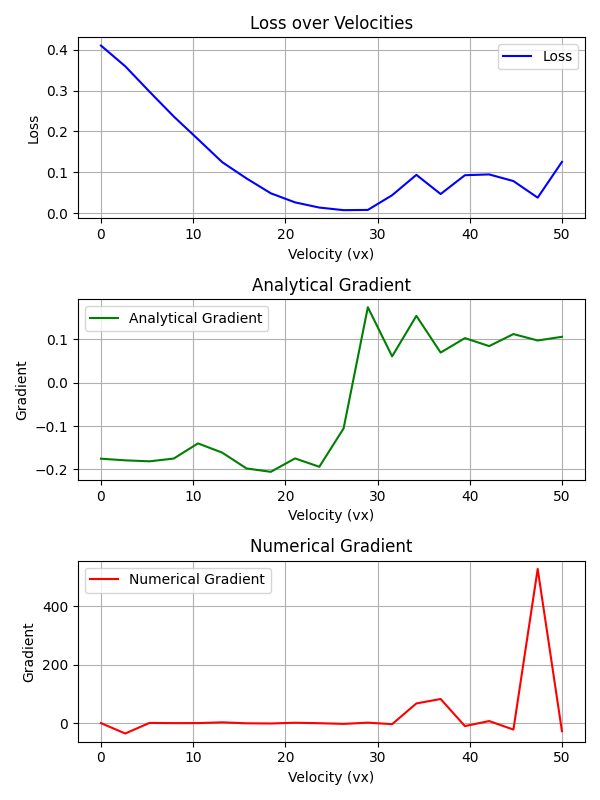 Loss over Velocities
0.4
0.3
0.2
0.1
0.0
Loss
Loss
0 10 20 30 40 50
Velocity (vx)
Analytical Gradient
0.1
0.0
−0.1
−0.2
Gradient
Analytical Gradient
0 10 20 30 40 50
Velocity (vx)
Numerical Gradient
400
200
0
Gradient
Numerical Gradient
0 10 20 30 40 50
Velocity (vx)